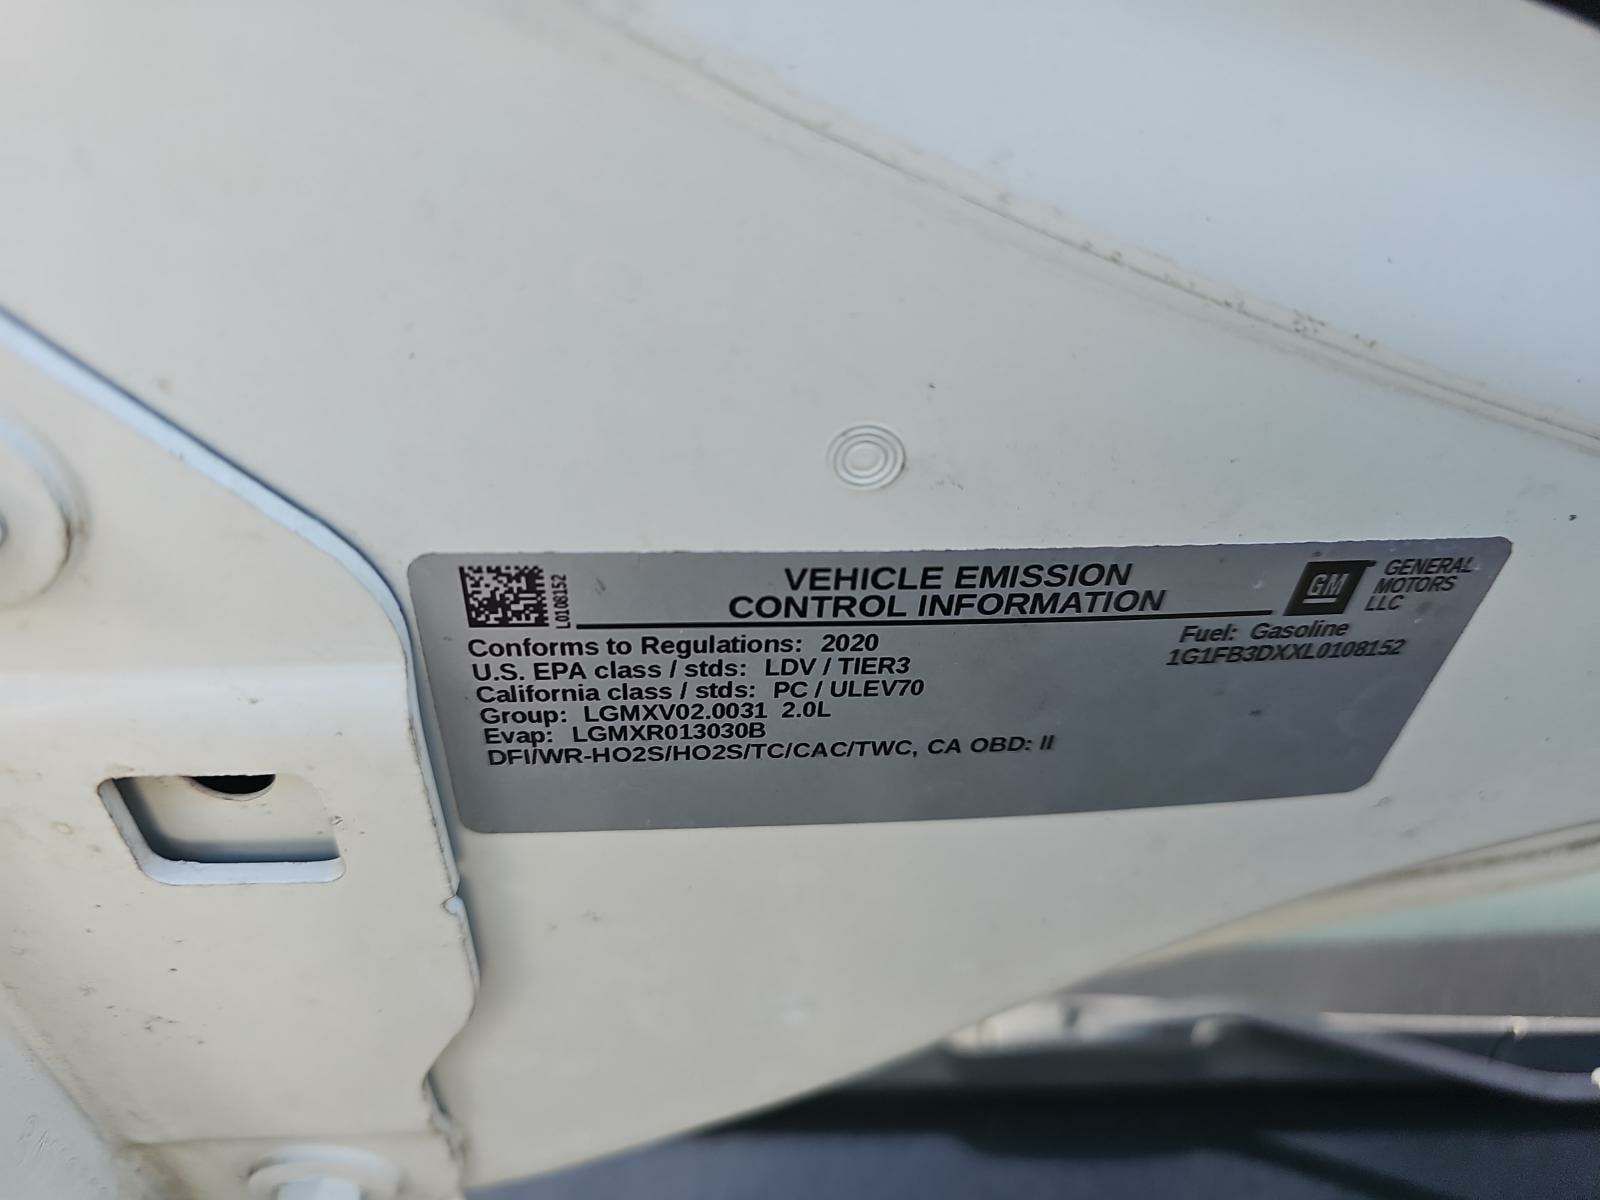 L0108152
VEHICLE EMISSION
CONTROL INFORMATION
GM
GENERAL
MOTORS
LLC
Conforms to Regulations: 2020
U.S. EPA class / stds: LDV / TIER3
California class / stds: PC / ULEV70
Group: LGMXV02.0031 2.0L
Evap: LGMXR013030B
DFI/WR-HO2S/HO2S/TC/CAC/TWC, CA OBD: II
Fuel: Gasoline
1G1FB3DXXL0108152